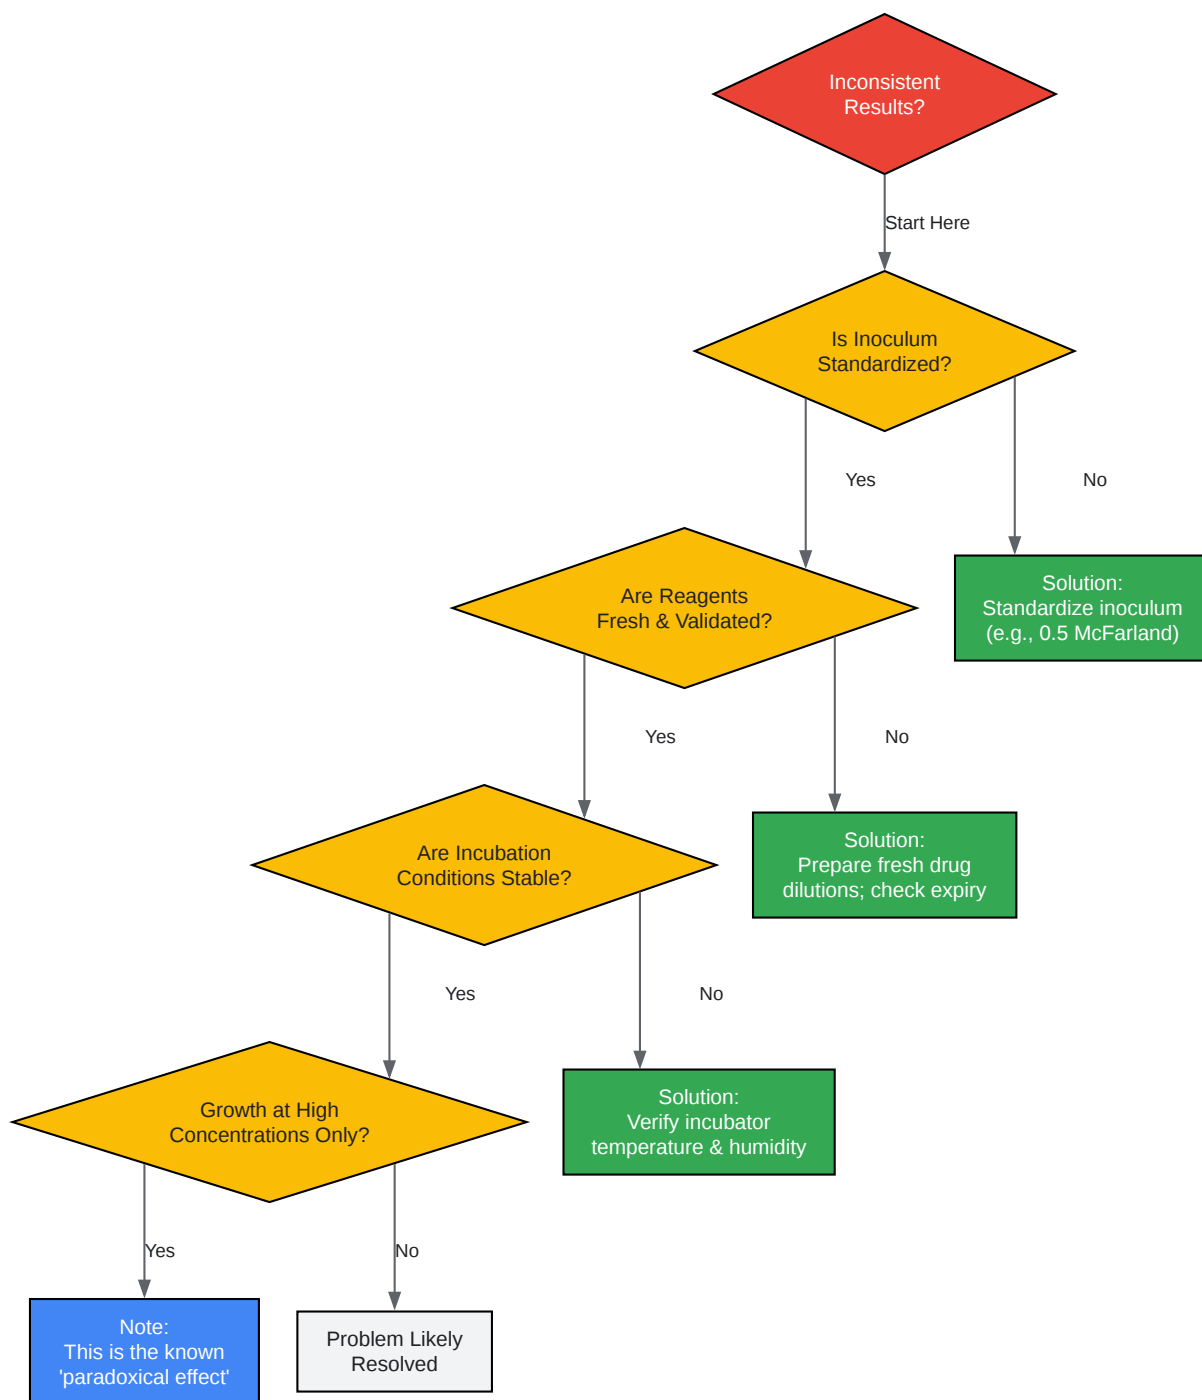 Inconsistent
Results?
Start Here
Is Inoculum
Standardized?
Yes
No
Are Reagents
Fresh & Validated?
Solution:
Standardize inoculum
(e.g., 0.5 McFarland)
Yes
No
Are Incubation
Conditions Stable?
Solution:
Prepare fresh drug
dilutions; check expiry
Yes
No
Growth at High
Concentrations Only?
Solution:
Verify incubator
temperature & humidity
Yes
No
Note:
This is the known
'paradoxical effect'
Problem Likely
Resolved